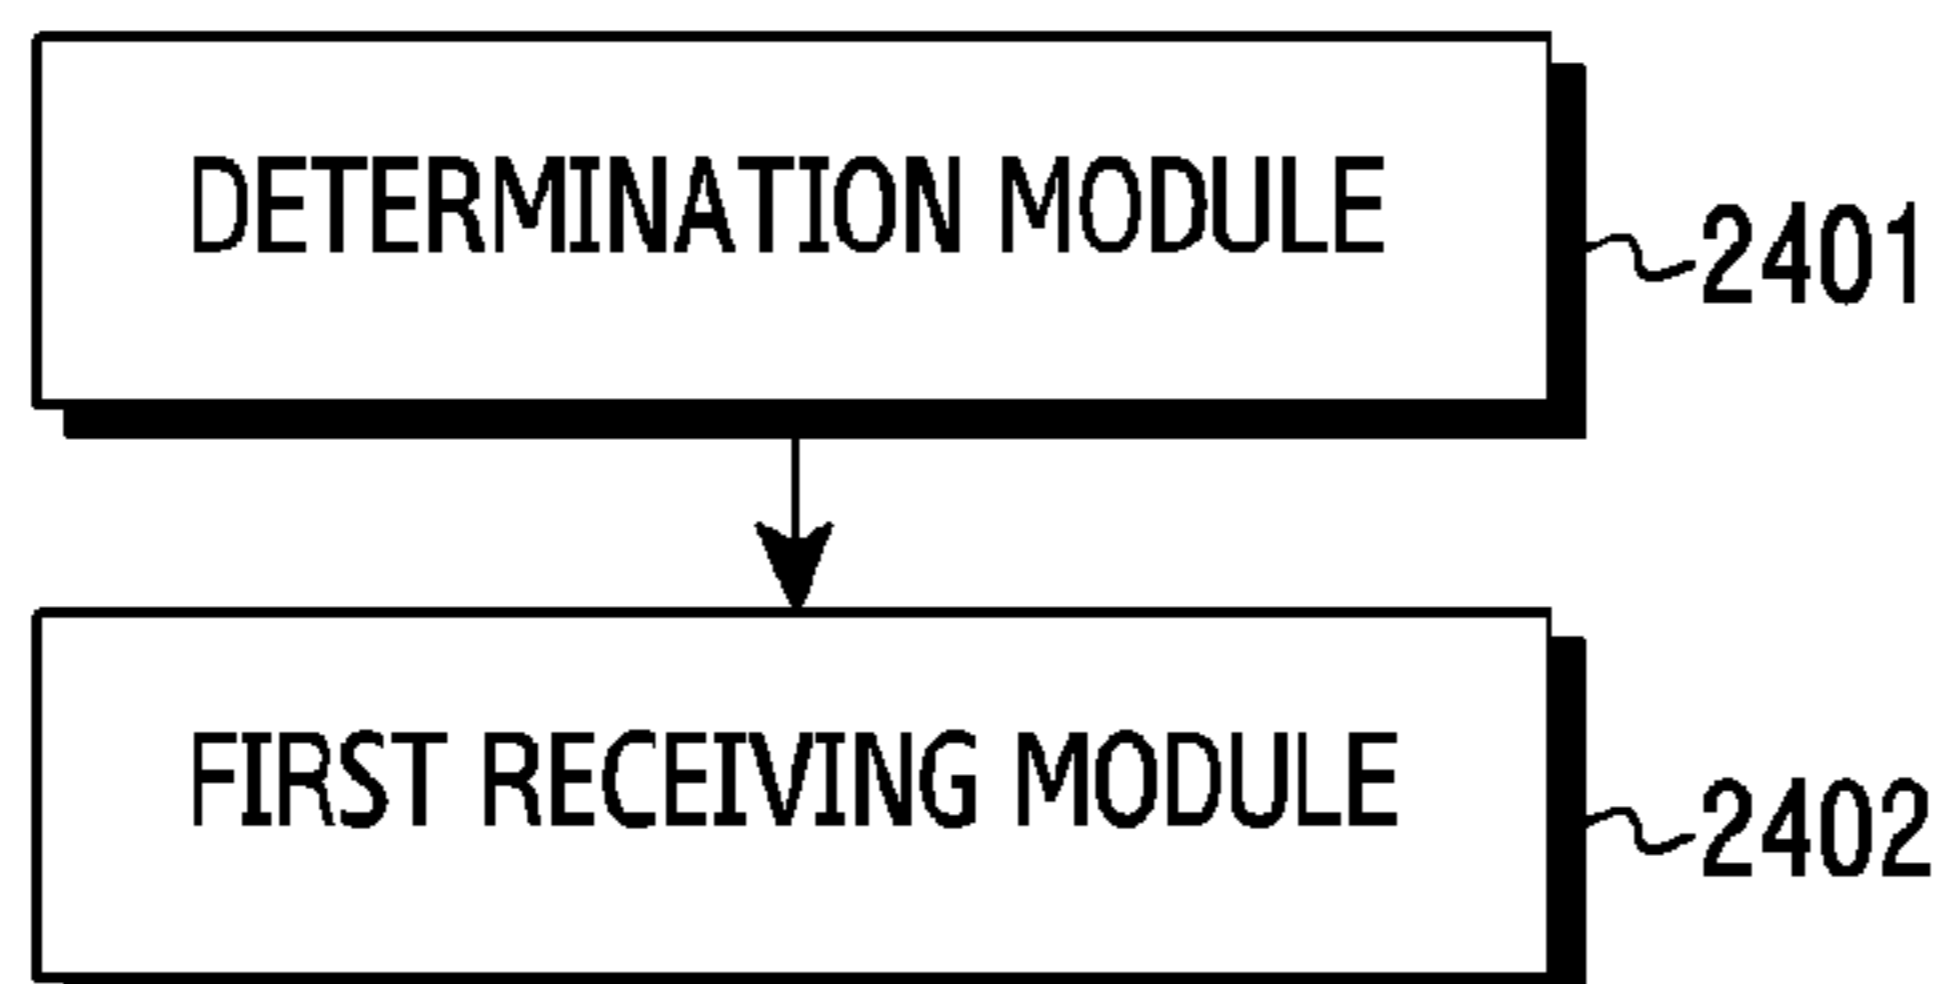 DETERMINATION MODULE
2401
FIRST RECEIVING MODULE
2402